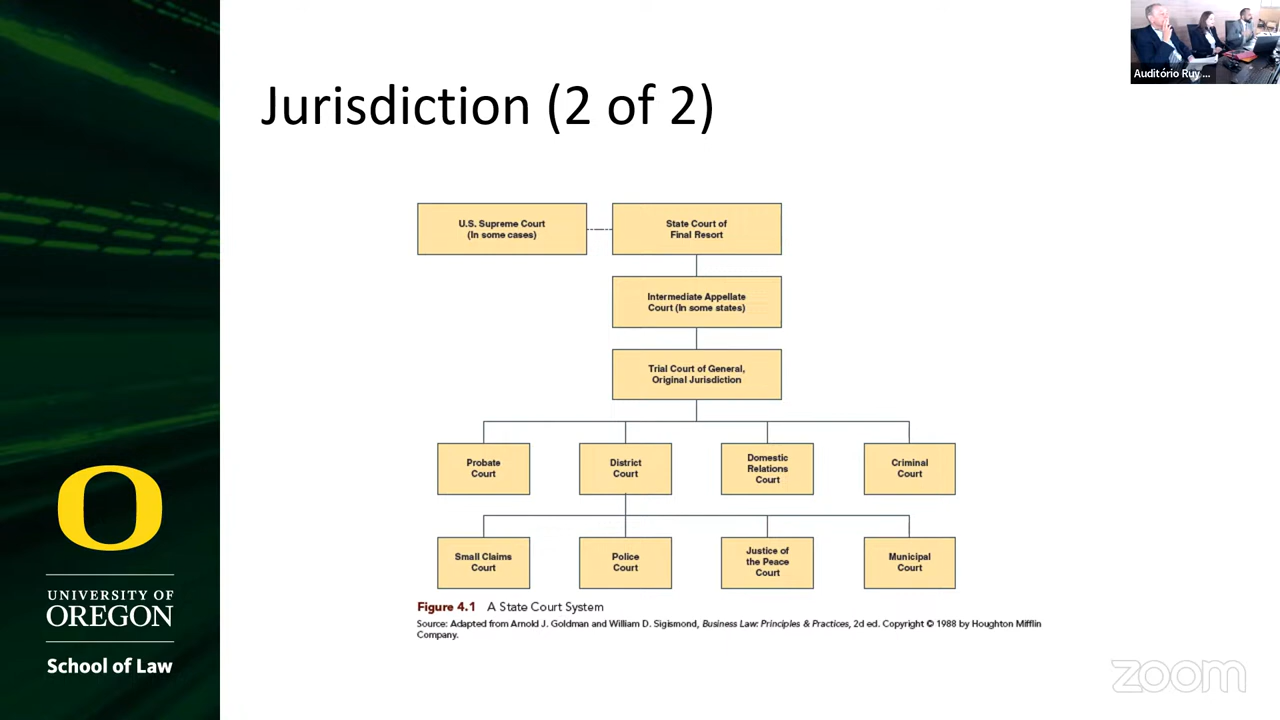 Auditório Ruy ...
Jurisdiction (2 of 2)
U.S. Supreme Court
(In some cases)
State Court of
Final Resort
Intermediate Appellate
Court (In some states)
Trial Court of General,
Original Jurisdiction
Probate
Court
District
Court
Domestic
Relations
Court
Criminal
Court
Small Claims
Court
Police
Court
Justice of
the Peace
Court
Municipal
Court
Figure 4.1 A State Court System
Source: Adapted from Arnold J. Goldman and William D. Sigismond, Business Law: Principles & Practices, 2d ed. Copyright © 1988 by Houghton Mifflin
Company.
O
UNIVERSITY OF
OREGON
School of Law
zoom